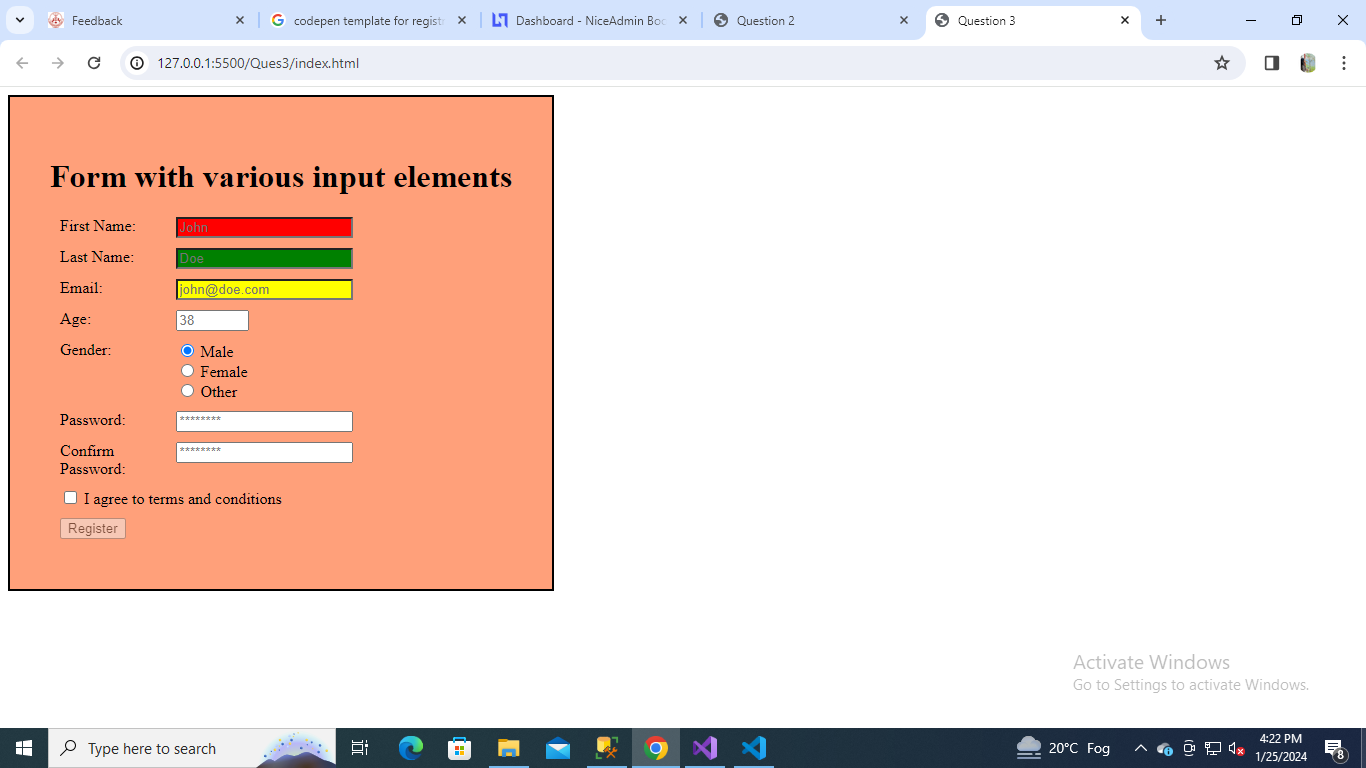 Feedback
codepen template for regist
Dashboard - NiceAdmin Boo
Question 2
Question 3
127.0.0.1:5500/Ques3/index.html
Form with various input elements
First Name: John
Last Name: Doe
Email: john@doe.com
Age: 38
Gender: Male
Female
Other
Password: ********
Confirm ********
Password:
I agree to terms and conditions
Register
Activate Windows
Go to Settings to activate Windows.
Type here to search
20°C Fog
4:22 PM
1/25/2024
8